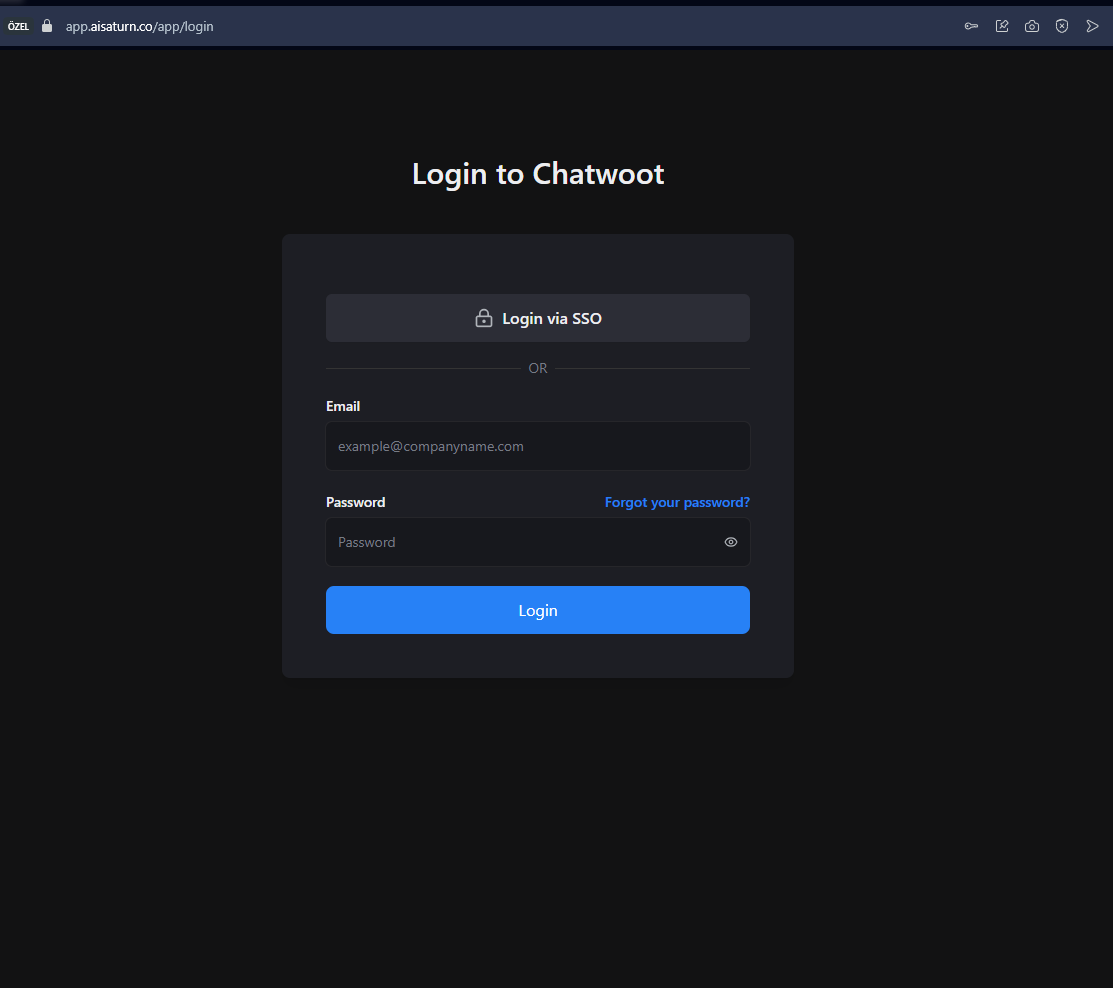 ÖZEL app.aisaturn.co/app/login
Login to Chatwoot
Login via SSO
OR
Email
example@companyname.com
Password Forgot your password?
Password
Login